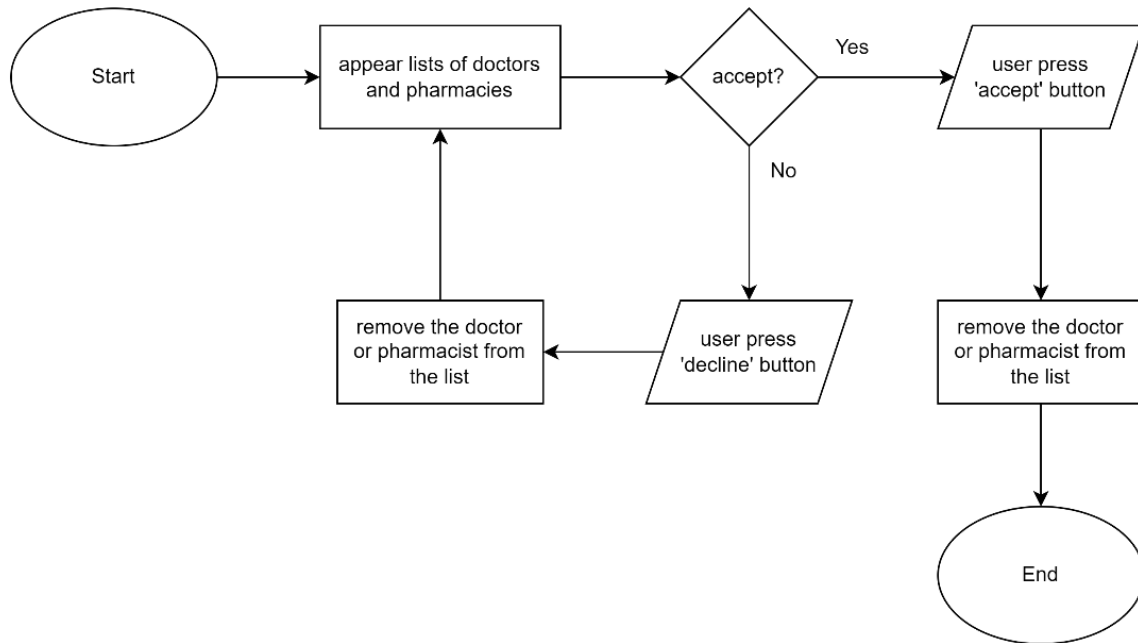 Start
appear lists of doctors
and pharmacies
accept?
Yes
user press
'accept' button
No
remove the doctor
or pharmacist from
the list
user press
'decline' button
remove the doctor
or pharmacist from
the list
End